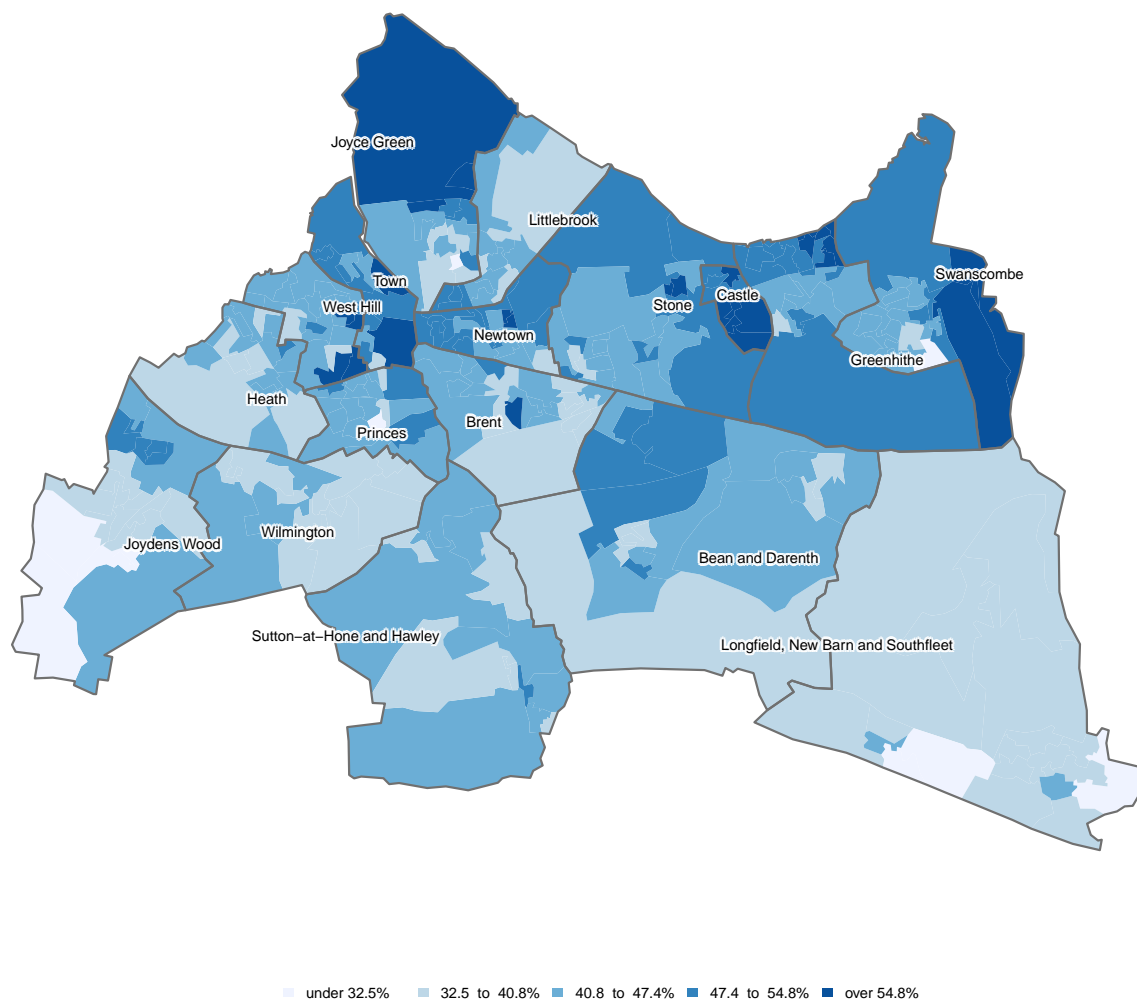 Joyce Green
Littlebrook
Swanscombe
Town
Castle
West Hill
Stone
Newtown
Greenhithe
Heath
Brent
Princes
Wilmington
Joydens Wood
Bean and Darenth
Sutton−at−Hone and Hawley
Longfield, New Barn and Southfleet
under 32.5% 32.5 to 40.8% 40.8 to 47.4% 47.4 to 54.8% over 54.8%